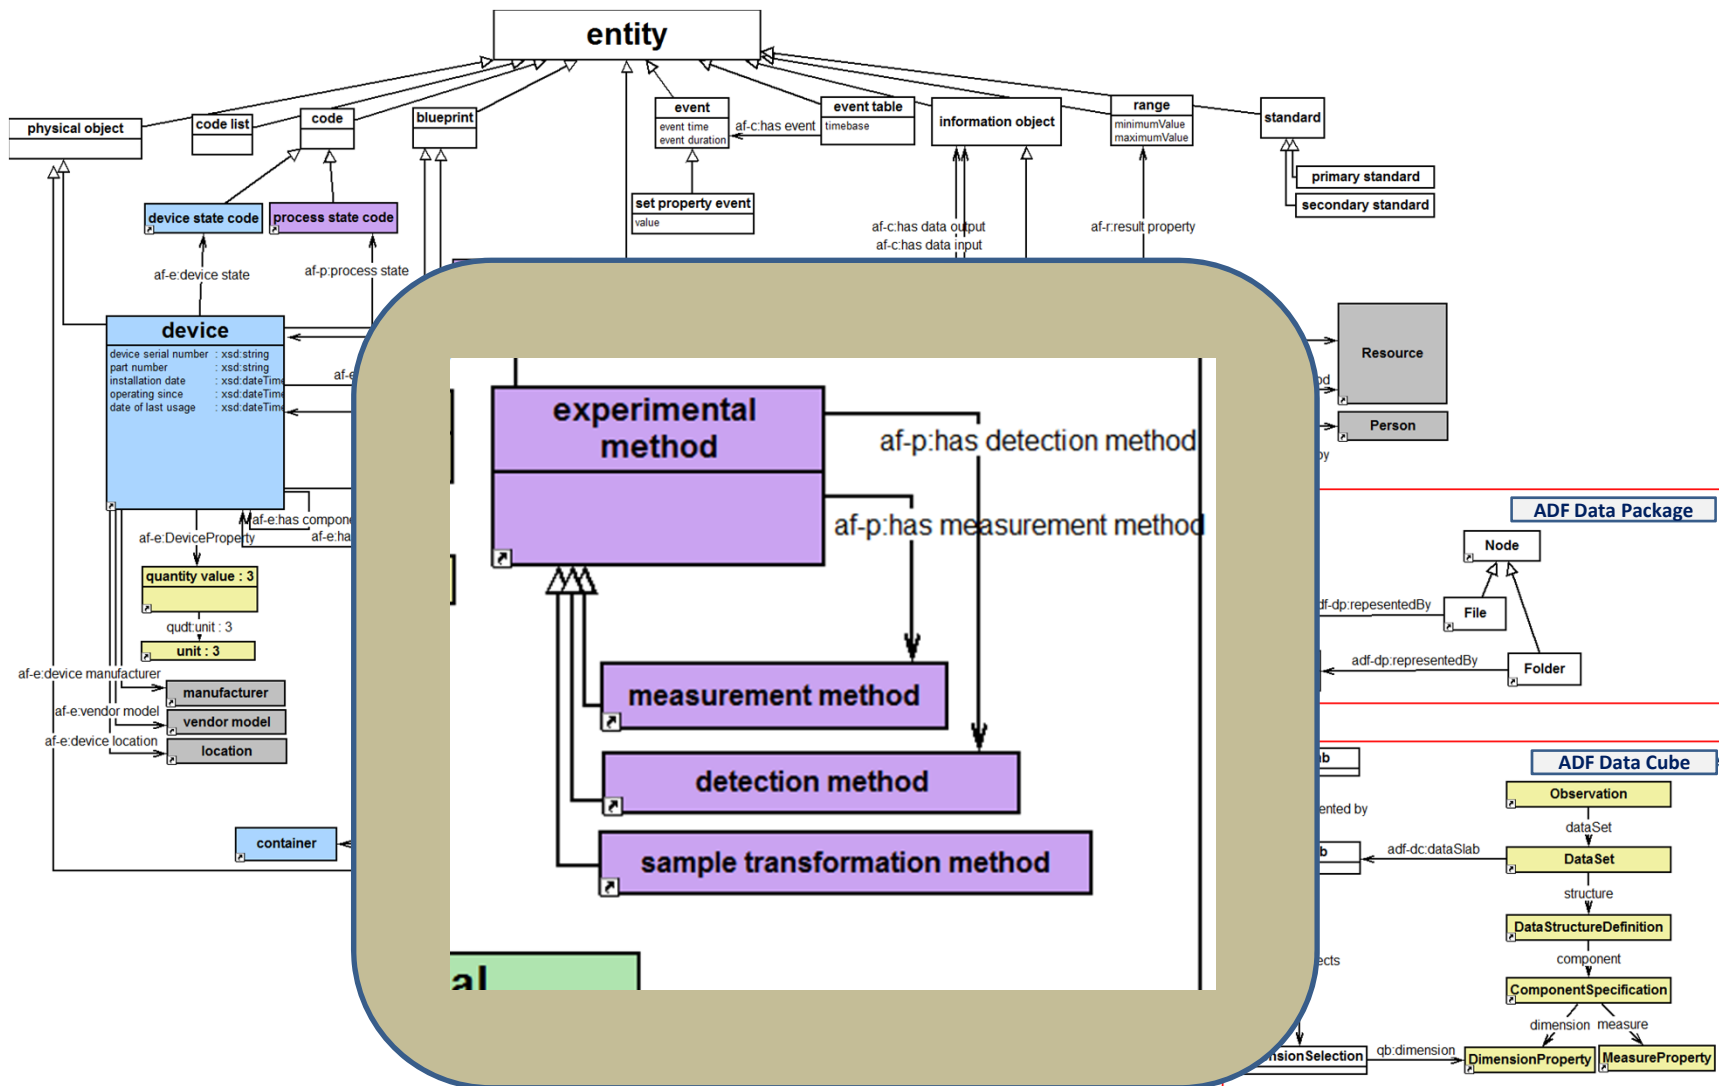 entity
physical object
code list
code
blueprint
event
event time
event duration
af-c:has event
event table
timebase
information object
range
minimumValue
maximumValue
standard
primary standard
secondary standard
device state code
process state code
set property event
value
af-c:has data output
af-c:has data input
af-r:result property
af-e:device state
af-p:process state
device
device serial number : xsd:string
part number : xsd:string
installation date : xsd:dateTime
operating since : xsd:dateTime
date of last usage : xsd:dateTime
Resource
Person
experimental
method
af-p:has detection method
af-p:has measurement method
measurement method
detection method
sample transformation method
af-e:DeviceProperty
quantity value : 3
qudt:unit : 3
unit : 3
af-e:device manufacturer
manufacturer
af-e:vendor model
vendor model
af-e:device location
location
container
ADF Data Package
Node
File
adf-dp:representedBy
Folder
ADF Data Cube
Observation
dataSet
adf-dc:dataSlab
DataSet
structure
DataStructureDefinition
component
ComponentSpecification
dimension measure
qb:dimension
DimensionProperty
MeasureProperty